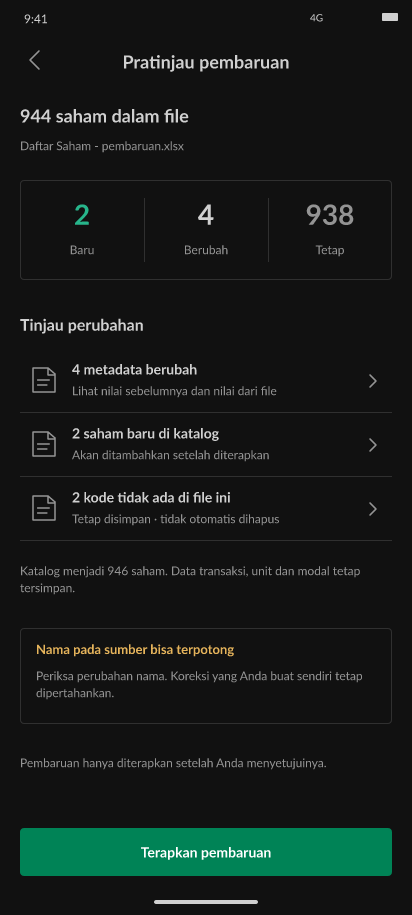 9:41
4G
Pratinjau pembaruan
944 saham dalam file
Daftar Saham - pembaruan.xlsx
2
4
938
Baru
Berubah
Tetap
Tinjau perubahan
4 metadata berubah
Lihat nilai sebelumnya dan nilai dari file
2 saham baru di katalog
Akan ditambahkan setelah diterapkan
2 kode tidak ada di file ini
Tetap disimpan · tidak otomatis dihapus
Katalog menjadi 946 saham. Data transaksi, unit dan modal tetap
tersimpan.
Nama pada sumber bisa terpotong
Periksa perubahan nama. Koreksi yang Anda buat sendiri tetap
dipertahankan.
Pembaruan hanya diterapkan setelah Anda menyetujuinya.
Terapkan pembaruan